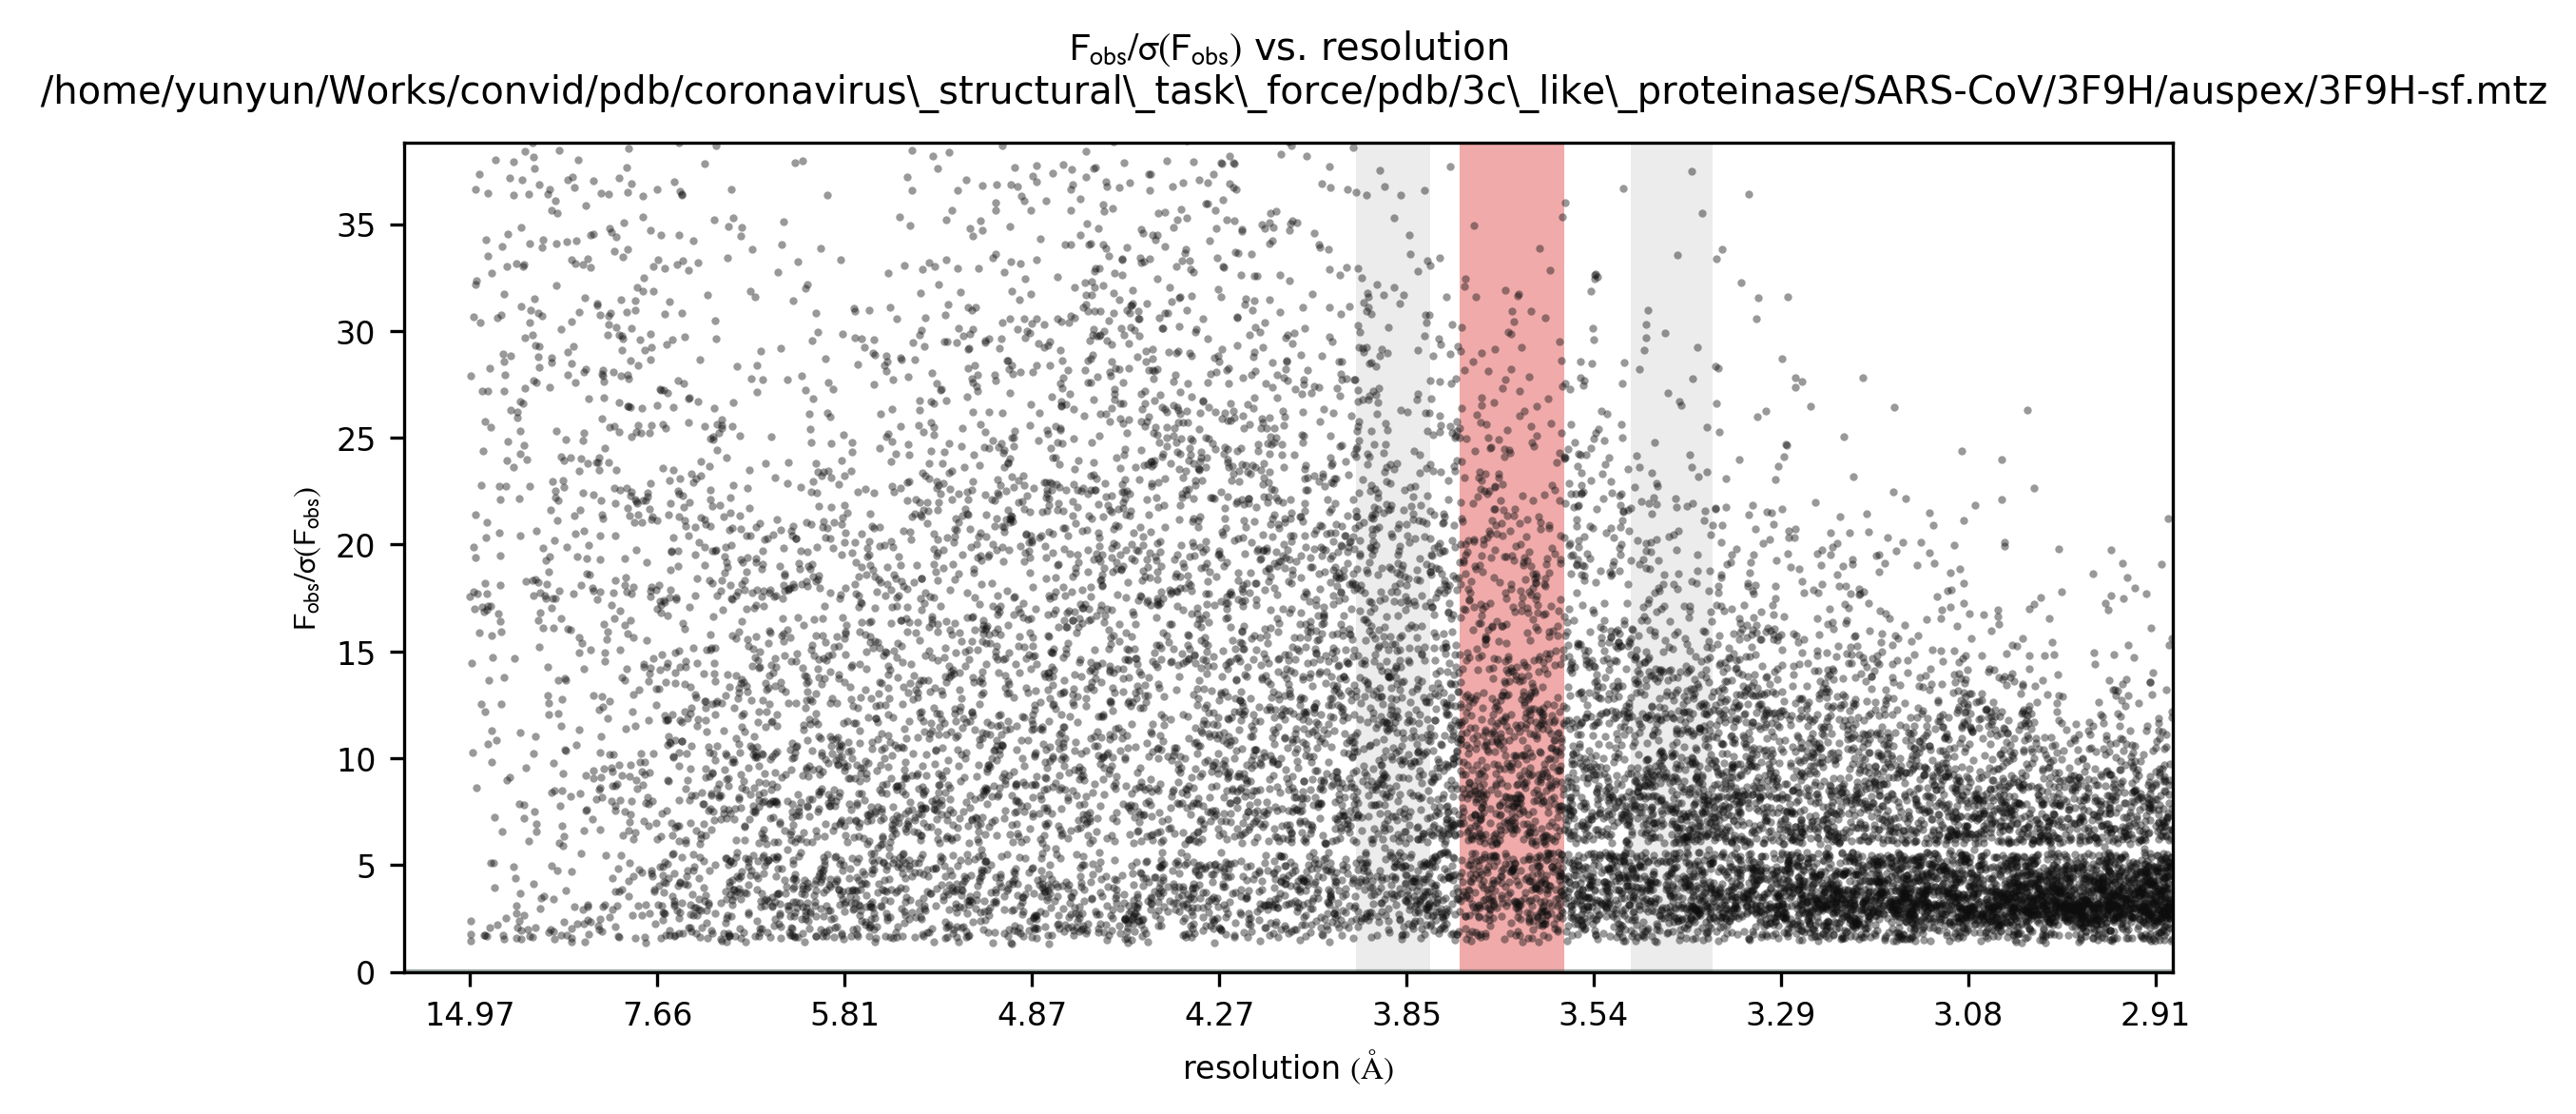 Fobs/σ(Fobs) vs. resolution
/home/yunyun/Works/convid/pdb/coronavirus\_structural\_task\_force/pdb/3c\_like\_proteinase/SARS-CoV/3F9H/auspex/3F9H-sf.mtz
Fobs/σ(Fobs)
35
30
25
20
15
10
5
0
14.97 7.66 5.81 4.87 4.27 3.85 3.54 3.29 3.08 2.91
resolution (Å)